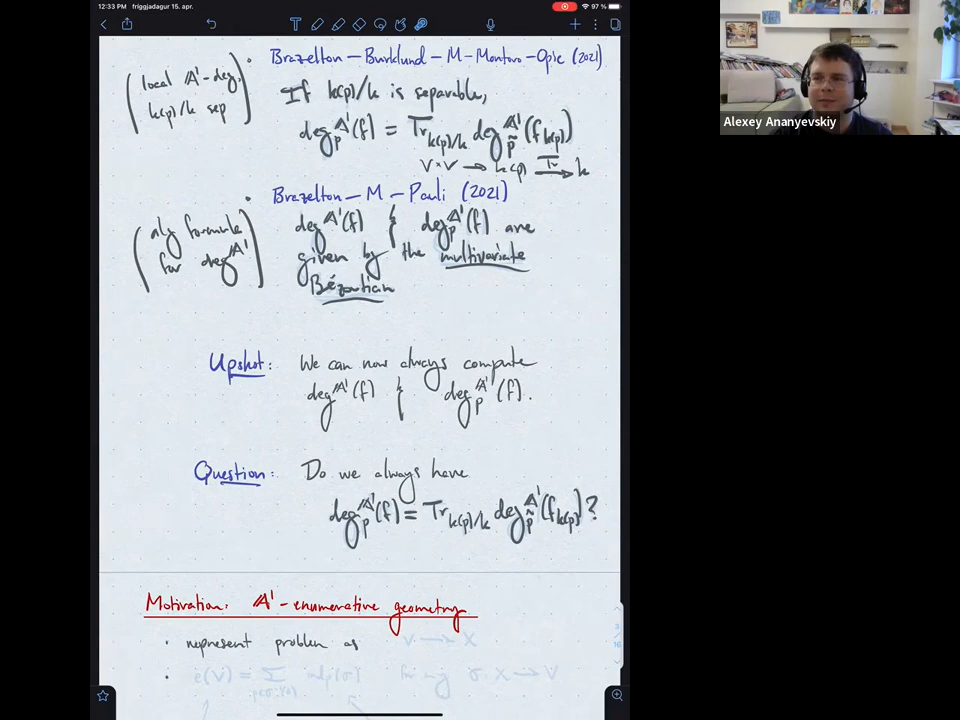 12:33 PM  friggjadagur 15. apr.
97 %
T
Brazelton–Burklund–M–Montoro–Opie (2021)
(local 𝔸¹-deg, k(p)/k sep)
If k(p)/k is separable,
deg_p^{𝔸¹}(f) = Tr_{k(p)/k} deg_{p̃}^{𝔸¹}(f_{k(p)})
V×V → k(p) —Tr→ k
Brazelton–M–Pauli (2021)
(alg formula for deg^{𝔸¹})
deg^{𝔸¹}(f) & deg_p^{𝔸¹}(f) are
given by the multivariate
Bézoutian
Upshot: We can now always compute
deg^{𝔸¹}(f) & deg_p^{𝔸¹}(f).
Question: Do we always have
deg_p^{𝔸¹}(f) = Tr_{k(p)/k} deg_{p̃}^{𝔸¹}(f_{k(p)})?
Motivation: 𝔸¹-enumerative geometry
· represent problem as
Alexey Ananyevskiy